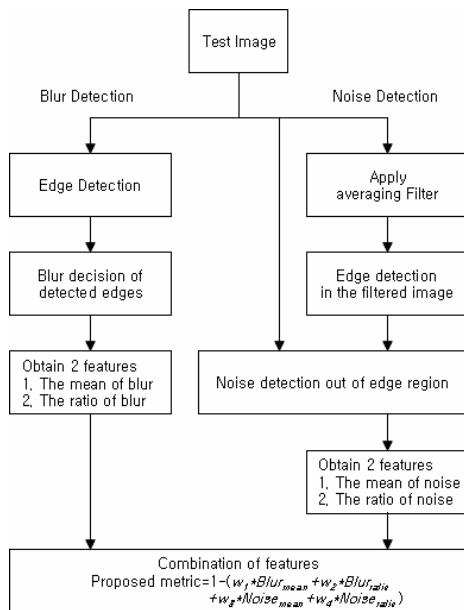 Test Image
Blur Detection
Noise Detection
Edge Detection
Apply
averaging Filter
Blur decision of
detected edges
Edge detection
in the filtered image
Obtain 2 features
1. The mean of blur
2. The ratio of blur
Noise detection out of edge region
Obtain 2 features
1. The mean of noise
2. The ratio of noise
Combination of features
Proposed metric=1-(w1*Blurmean+w2*Blurratio
+w3*Noisemean+w4*Noiseratio)